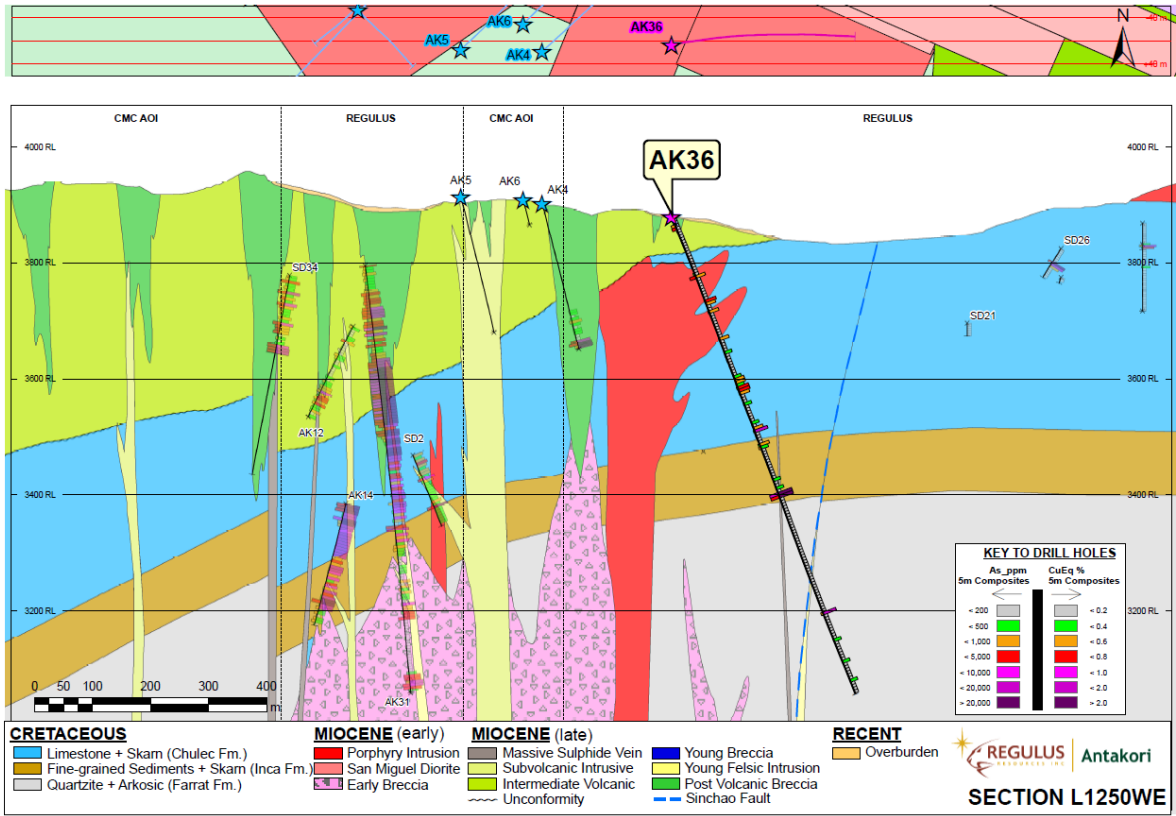 N
AK6
AK36
AK5
AK4
CMC AOI
REGULUS
CMC AOI
REGULUS
4000 RL
4000 RL
AK36
AK5
AK6
AK4
SD26
3800 RL
SD34
3800 RL
SD21
3600 RL
3600 RL
AK12
SD2
3400 RL
AK14
3400 RL
KEY TO DRILL HOLES
As_ppm
5m Composites
CuEq %
5m Composites
< 200
< 0.2
< 500
< 0.4
< 1,000
< 0.6
< 5,000
< 0.8
< 10,000
< 1.0
< 20,000
< 2.0
> 20,000
> 2.0
3200 RL
3200 RL
0 50 100 200 300 400
m
AK31
CRETACEOUS
Limestone + Skarn (Chulec Fm.)
Fine-grained Sediments + Skarn (Inca Fm.)
Quartzite + Arkosic (Farrat Fm.)
MIOCENE (early)
Porphyry Intrusion
San Miguel Diorite
Early Breccia
MIOCENE (late)
Massive Sulphide Vein
Subvolcanic Intrusive
Intermediate Volcanic
Unconformity
Young Breccia
Young Felsic Intrusion
Post Volcanic Breccia
Sinchao Fault
RECENT
Overburden
REGULUS
RESOURCES INC
Antakori
SECTION L1250WE